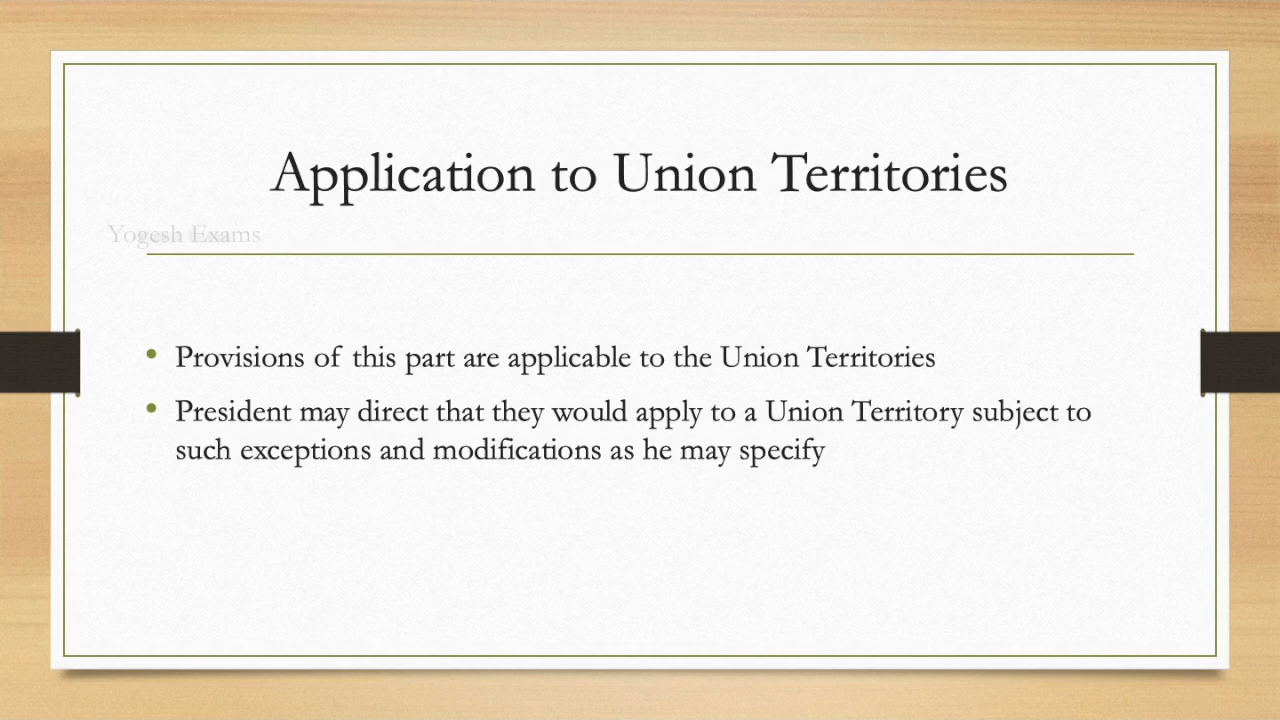 Application to Union Territories
Yogesh Exams
• Provisions of this part are applicable to the Union Territories
• President may direct that they would apply to a Union Territory subject to
such exceptions and modifications as he may specify